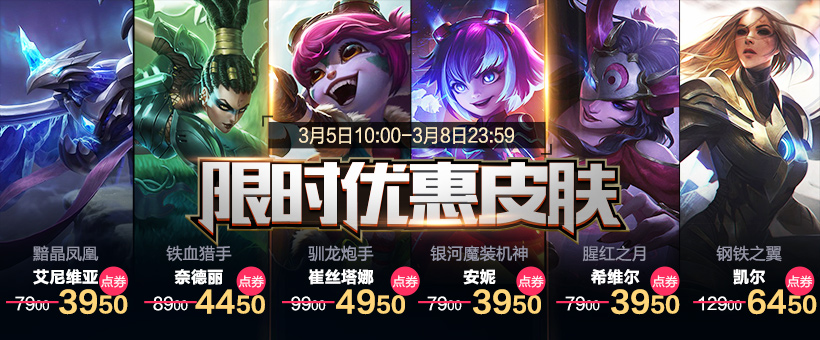 3月5日10:00-3月8日23:59
限时优惠皮肤
黯晶凤凰
艾尼维亚
点券
7900 3950
铁血猎手
奈德丽
点券
8900 4450
驯龙炮手
崔丝塔娜
点券
9900 4950
银河魔装机神
安妮
点券
7900 3950
腥红之月
希维尔
点券
7900 3950
钢铁之翼
凯尔
点券
12900 6450